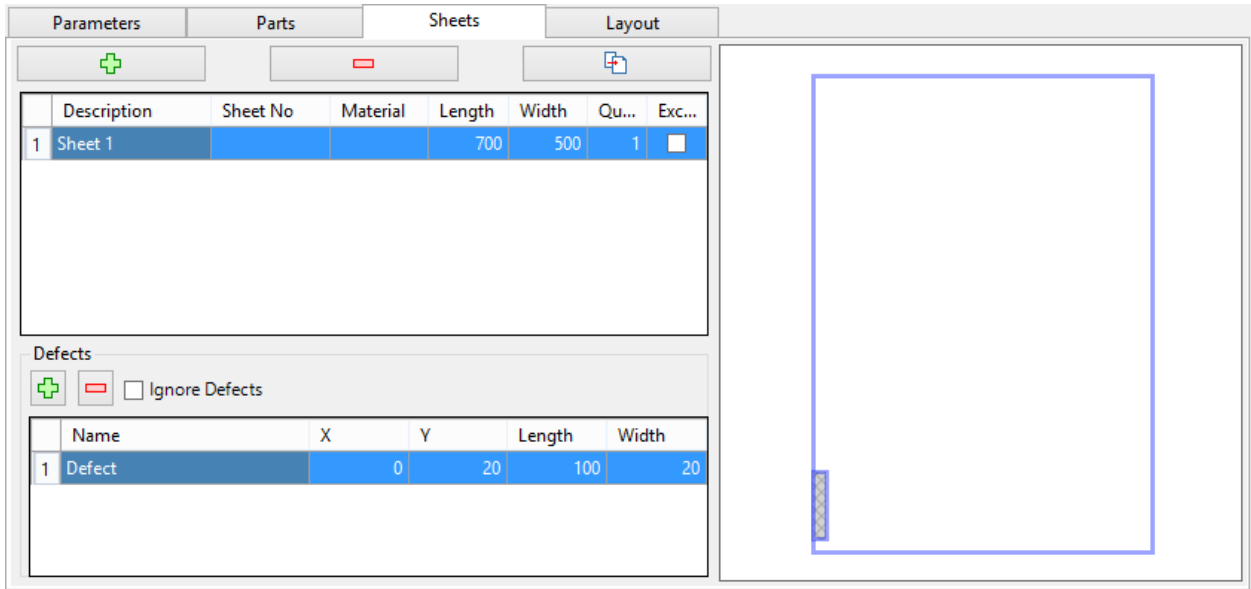 Parameters Parts Sheets Layout
Description Sheet No Material Length Width Qu... Exc...
1 Sheet 1 700 500 1
Defects
Ignore Defects
Name X Y Length Width
1 Defect 0 20 100 20